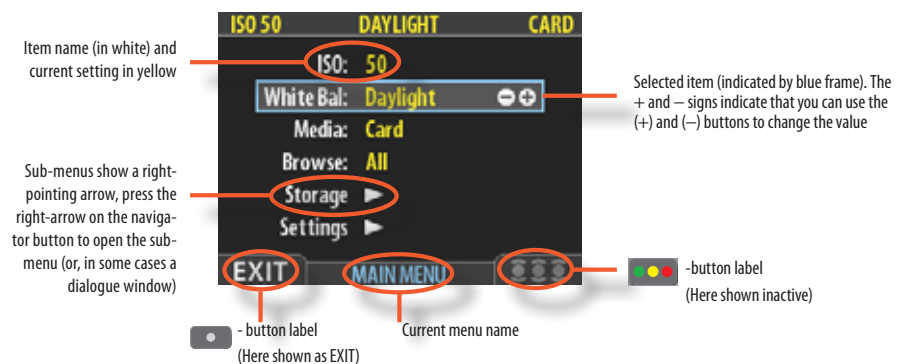 ISO 50 DAYLIGHT CARD
Item name (in white) and
current setting in yellow
ISO: 50
White Bal: Daylight
Media: Card
Browse: All
Storage
Settings
EXIT MAIN MENU
Selected item (indicated by blue frame). The
+ and – signs indicate that you can use the
(+) and (–) buttons to change the value
Sub-menus show a right-
pointing arrow, press the
right-arrow on the naviga-
tor button to open the sub-
menu (or, in some cases a
dialogue window)
-button label
(Here shown inactive)
- button label
(Here shown as EXIT)
Current menu name